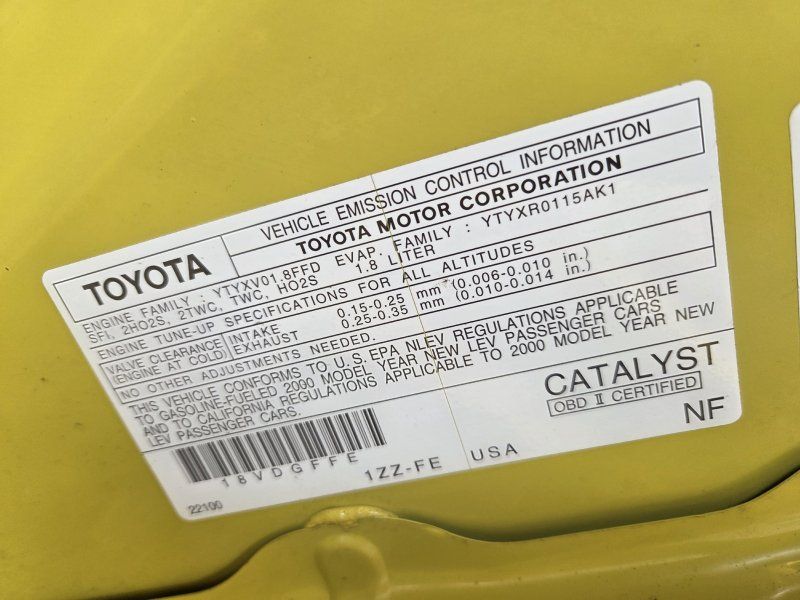 TOYOTA
VEHICLE EMISSION CONTROL INFORMATION
TOYOTA MOTOR CORPORATION
ENGINE FAMILY : YTYXV01.8FFD EVAP. FAMILY : YTYXR0115AK1
SFI, 2HO2S, 2TWC, TWC, HO2S 1.8 LITER
ENGINE TUNE-UP SPECIFICATIONS FOR ALL ALTITUDES
VALVE CLEARANCE INTAKE 0.15-0.25 mm (0.006-0.010 in.)
(ENGINE AT COLD) EXHAUST 0.25-0.35 mm (0.010-0.014 in.)
NO OTHER ADJUSTMENTS NEEDED.
THIS VEHICLE CONFORMS TO U.S. EPA NLEV REGULATIONS APPLICABLE
TO GASOLINE-FUELED 2000 MODEL YEAR NEW LEV PASSENGER CARS
AND TO CALIFORNIA REGULATIONS APPLICABLE TO 2000 MODEL YEAR NEW
LEV PASSENGER CARS.
CATALYST
OBD II CERTIFIED
18VDGFFE
1ZZ-FE USA NF
22100